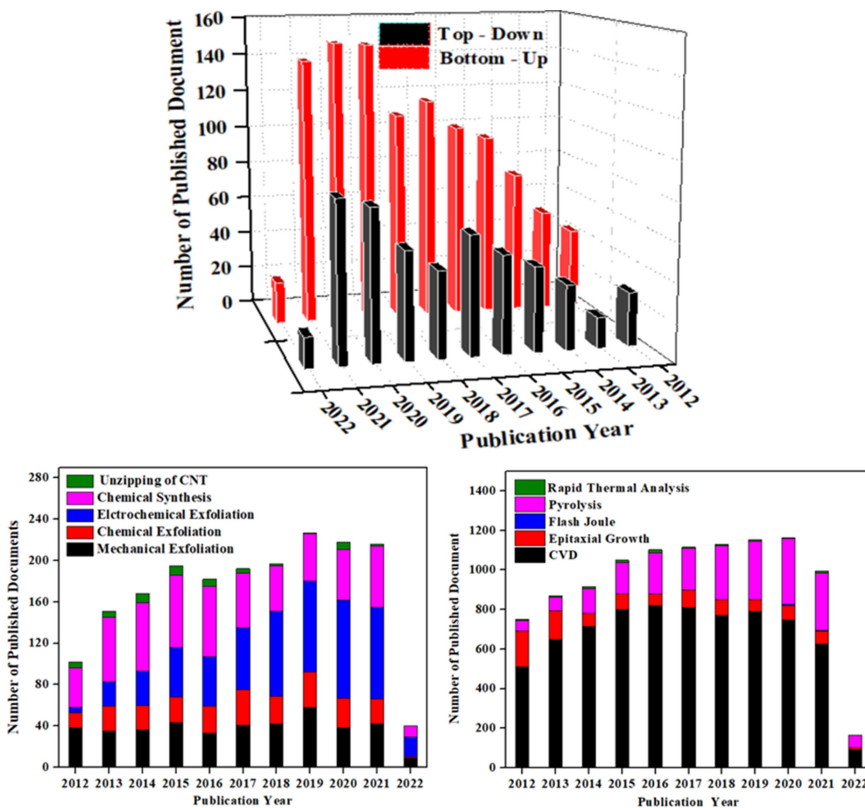 160
140
120
100
80
60
40
20
0
Number of Published Document
Top - Down
Bottom - Up
2022
2021
2020
2019
2018
2017
2016
2015
2014
2013
2012
Publication Year
280
240
200
160
120
80
40
0
Number of Published Documents
Unzipping of CNT
Chemical Synthesis
Elctrochemical Exfoliation
Chemical Exfoliation
Mechanical Exfoliation
2012 2013 2014 2015 2016 2017 2018 2019 2020 2021 2022
Publication Year
1400
1200
1000
800
600
400
200
0
Number of Published Document
Rapid Thermal Analysis
Pyrolysis
Flash Joule
Epitaxial Growth
CVD
2012 2013 2014 2015 2016 2017 2018 2019 2020 2021 2022
Publication Year